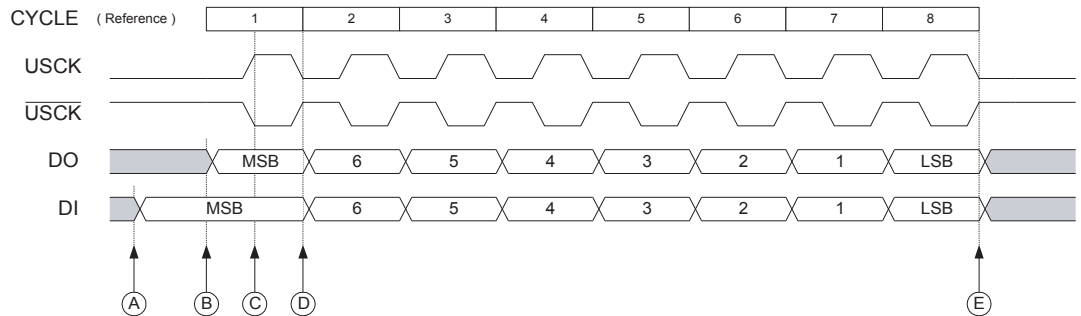 CYCLE ( Reference ) 1 2 3 4 5 6 7 8
USCK
USCK
DO MSB 6 5 4 3 2 1 LSB
DI MSB 6 5 4 3 2 1 LSB
A B C D E